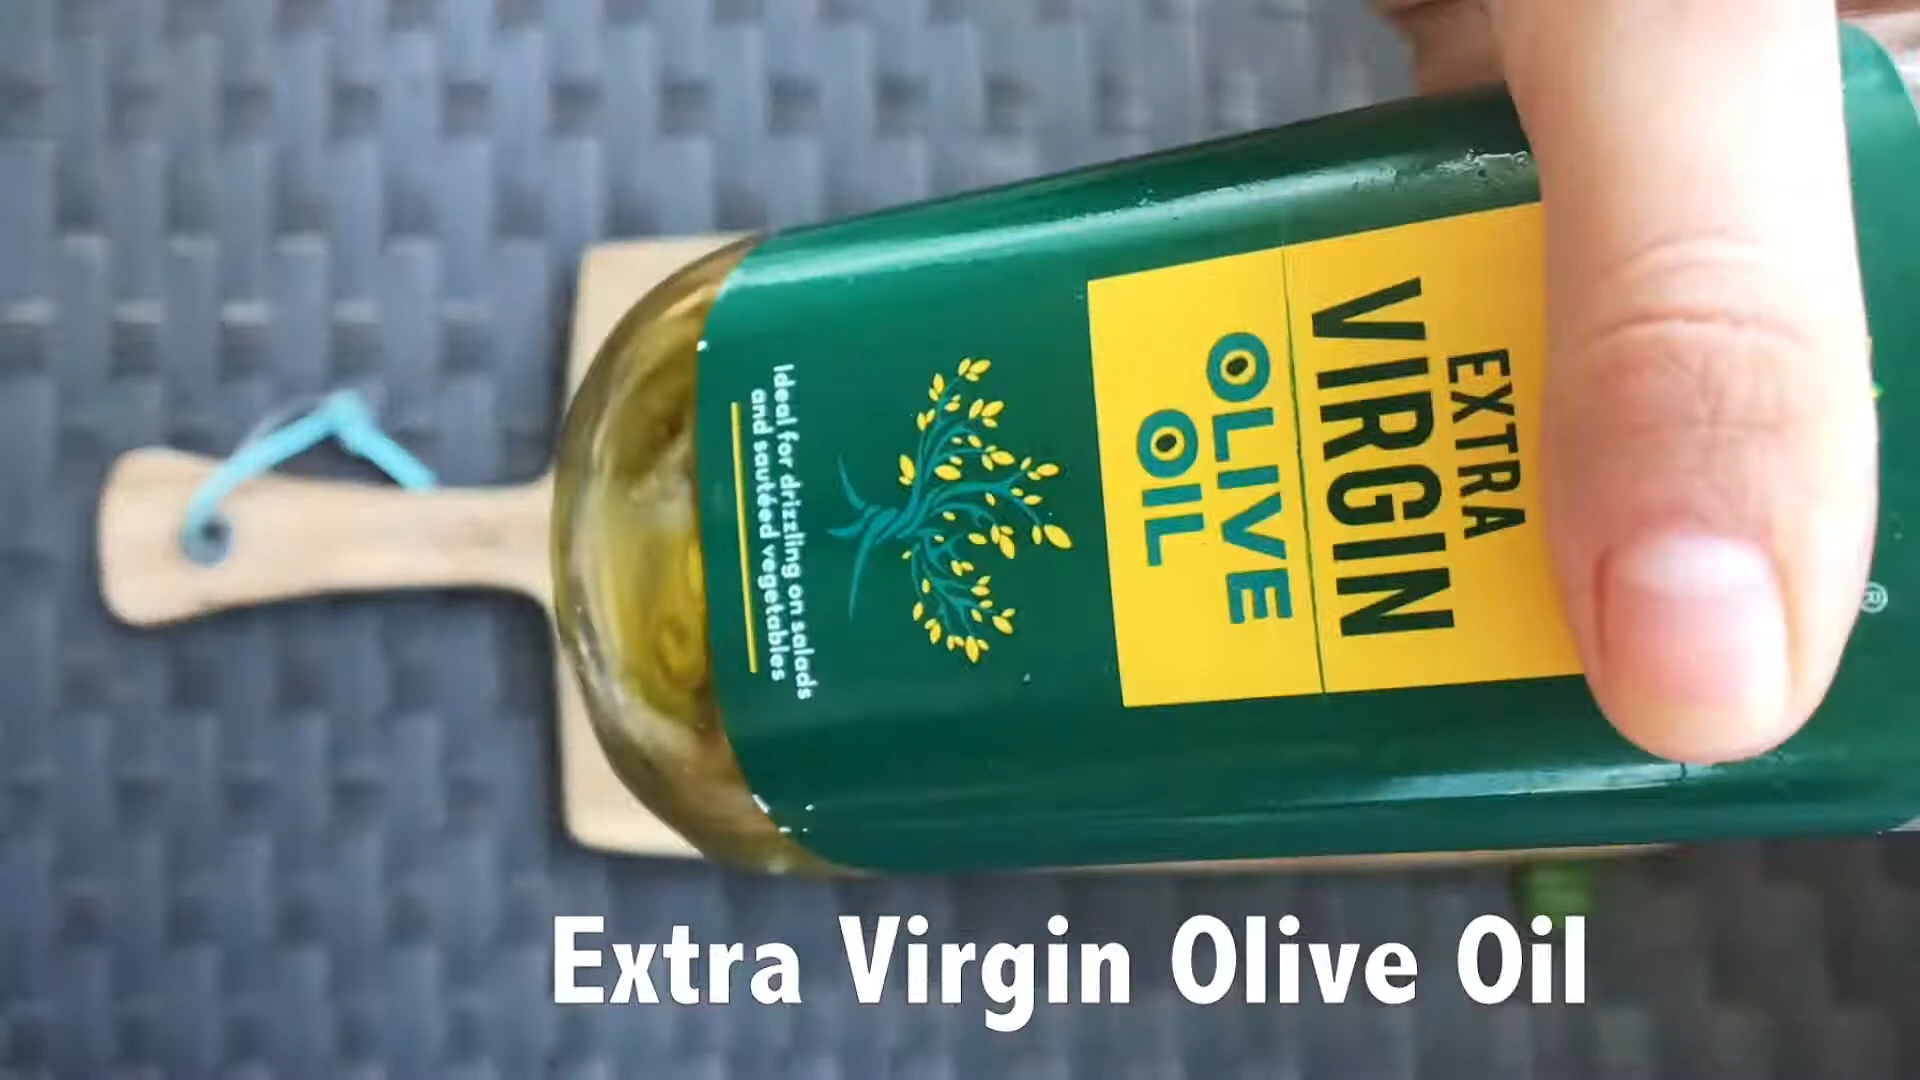 EXTRA
VIRGIN
OLIVE
OIL
Ideal for drizzling on salads
and sautéed vegetables
®
Extra Virgin Olive Oil